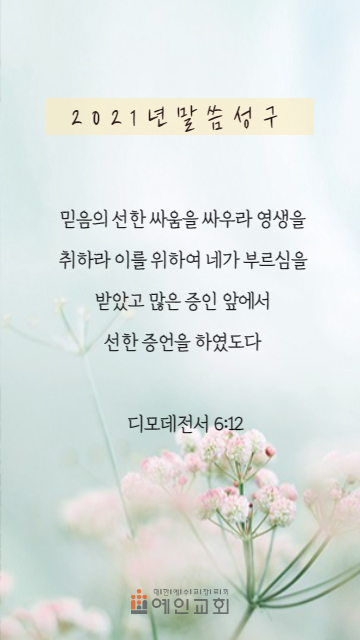 2021년말씀성구
믿음의 선한 싸움을 싸우라 영생을
취하라 이를 위하여 네가 부르심을
받았고 많은 증인 앞에서
선한 증언을 하였도다
디모데전서 6:12
예인교회